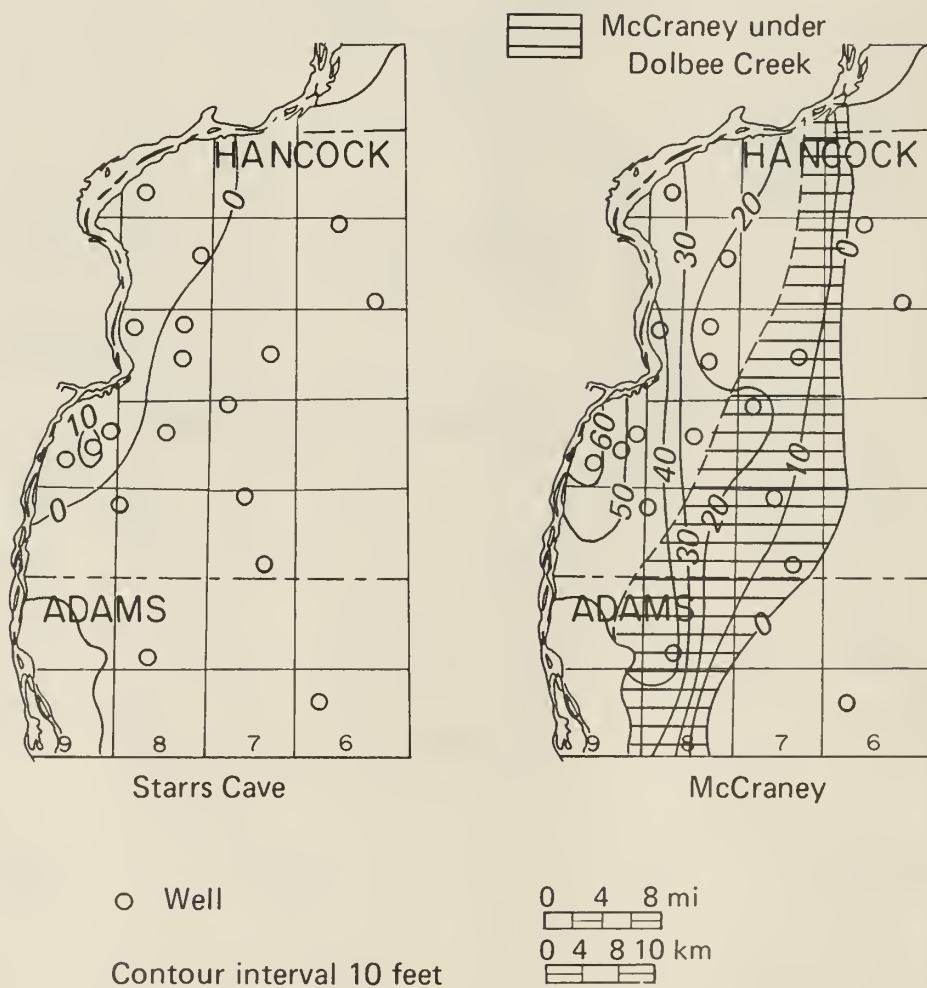 McCraney under
Dolbee Creek
HANCOCK
0
10
0
ADAMS
9 8 7 6
Starrs Cave
HANCOCK
20
30
0
60
50
40
10
20
30
ADAMS
0
9 8 7 6
McCraney
Well
0 4 8 mi
0 4 8 10 km
Contour interval 10 feet